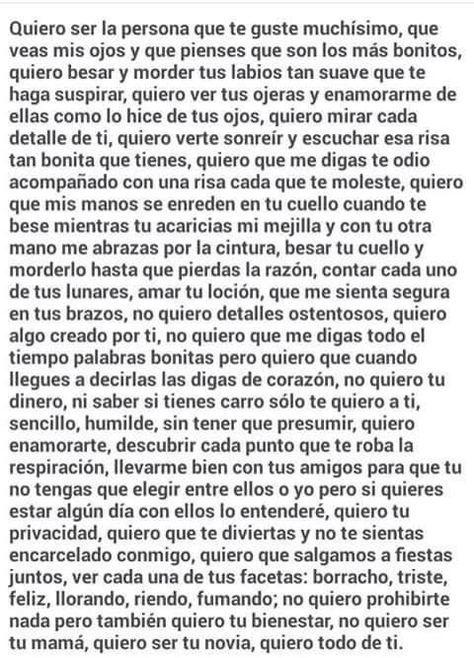 Quiero ser la persona que te guste muchísimo, que
veas mis ojos y que pienses que son los más bonitos,
quiero besar y morder tus labios tan suave que te
haga suspirar, quiero ver tus ojeras y enamorarme de
ellas como lo hice de tus ojos, quiero mirar cada
detalle de ti, quiero verte sonreír y escuchar esa risa
tan bonita que tienes, quiero que me digas te odio
acompañado con una risa cada que te moleste, quiero
que mis manos se enreden en tu cuello cuando te
bese mientras tu acaricias mi mejilla y con tu otra
mano me abrazas por la cintura, besar tu cuello y
morderlo hasta que pierdas la razón, contar cada uno
de tus lunares, amar tu loción, que me sienta segura
en tus brazos, no quiero detalles ostentosos, quiero
algo creado por ti, no quiero que me digas todo el
tiempo palabras bonitas pero quiero que cuando
llegues a decirlas las digas de corazón, no quiero tu
dinero, ni saber si tienes carro sólo te quiero a ti,
sencillo, humilde, sin tener que presumir, quiero
enamorarte, descubrir cada punto que te roba la
respiración, llevarme bien con tus amigos para que tu
no tengas que elegir entre ellos o yo pero si quieres
estar algún día con ellos lo entenderé, quiero tu
privacidad, quiero que te diviertas y no te sientas
encarcelado conmigo, quiero que salgamos a fiestas
juntos, ver cada una de tus facetas: borracho, triste,
feliz, llorando, riendo, fumando; no quiero prohibirte
nada pero también quiero tu bienestar, no quiero ser
tu mamá, quiero ser tu novia, quiero todo de ti.